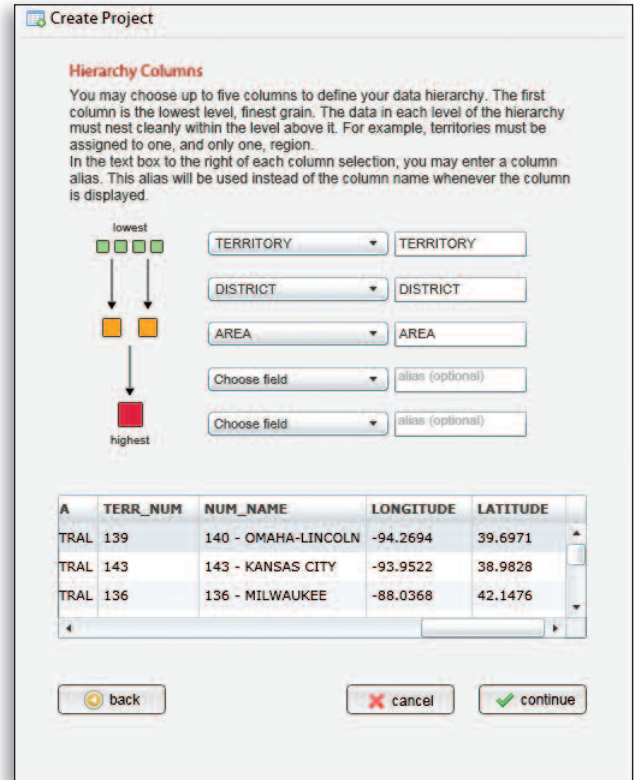 Create Project
Hierarchy Columns
You may choose up to five columns to define your data hierarchy. The first
column is the lowest level, finest grain. The data in each level of the hierarchy
must nest cleanly within the level above it. For example, territories must be
assigned to one, and only one, region.
In the text box to the right of each column selection, you may enter a column
alias. This alias will be used instead of the column name whenever the column
is displayed.
lowest
TERRITORY TERRITORY
DISTRICT DISTRICT
AREA AREA
Choose field alias (optional)
Choose field alias (optional)
highest
A TERR_NUM NUM_NAME LONGITUDE LATITUDE
TRAL 139 140 - OMAHA-LINCOLN -94.2694 39.6971
TRAL 143 143 - KANSAS CITY -93.9522 38.9828
TRAL 136 136 - MILWAUKEE -88.0368 42.1476
back cancel continue